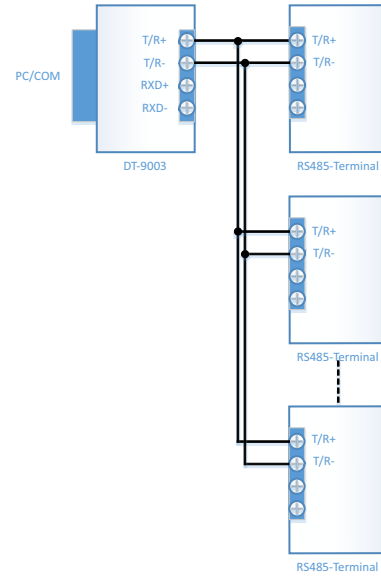 PC/COM
T/R+
T/R-
RXD+
RXD-
DT-9003
T/R+
T/R-
RS485-Terminal
T/R+
T/R-
RS485-Terminal
T/R+
T/R-
RS485-Terminal